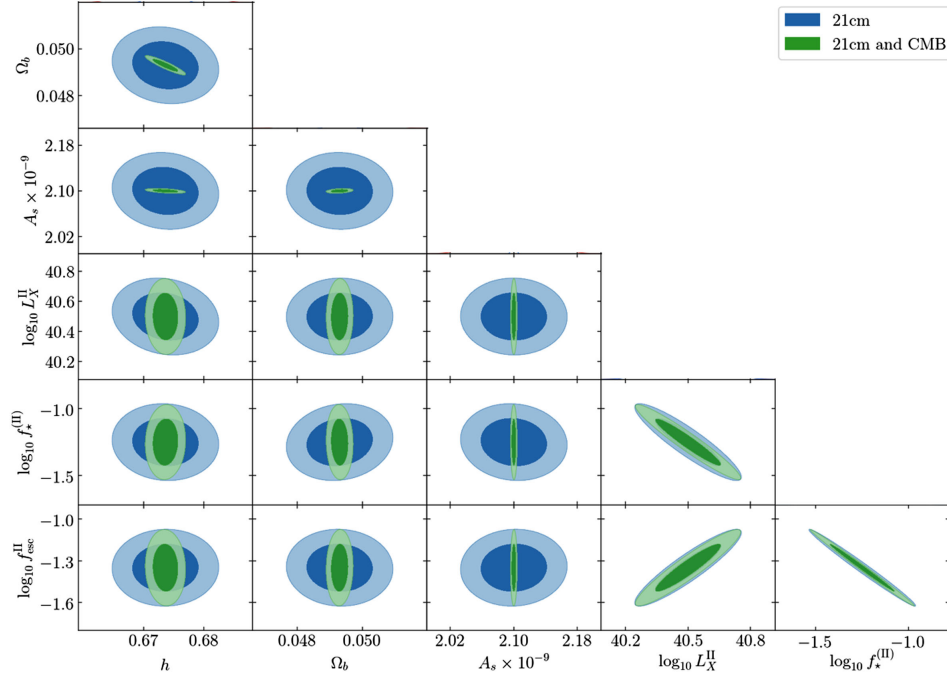 21cm
21cm and CMB
Ω_b
0.050
0.048
A_s × 10^−9
2.18
2.10
2.02
log_10 L_X^II
40.8
40.6
40.4
40.2
log_10 f_⋆^(II)
−1.0
−1.5
log_10 f_esc^II
−1.0
−1.3
−1.6
0.67 0.68 0.048 0.050 2.02 2.10 2.18 40.2 40.5 40.8 −1.5 −1.0
h Ω_b A_s × 10^−9 log_10 L_X^II log_10 f_⋆^(II)